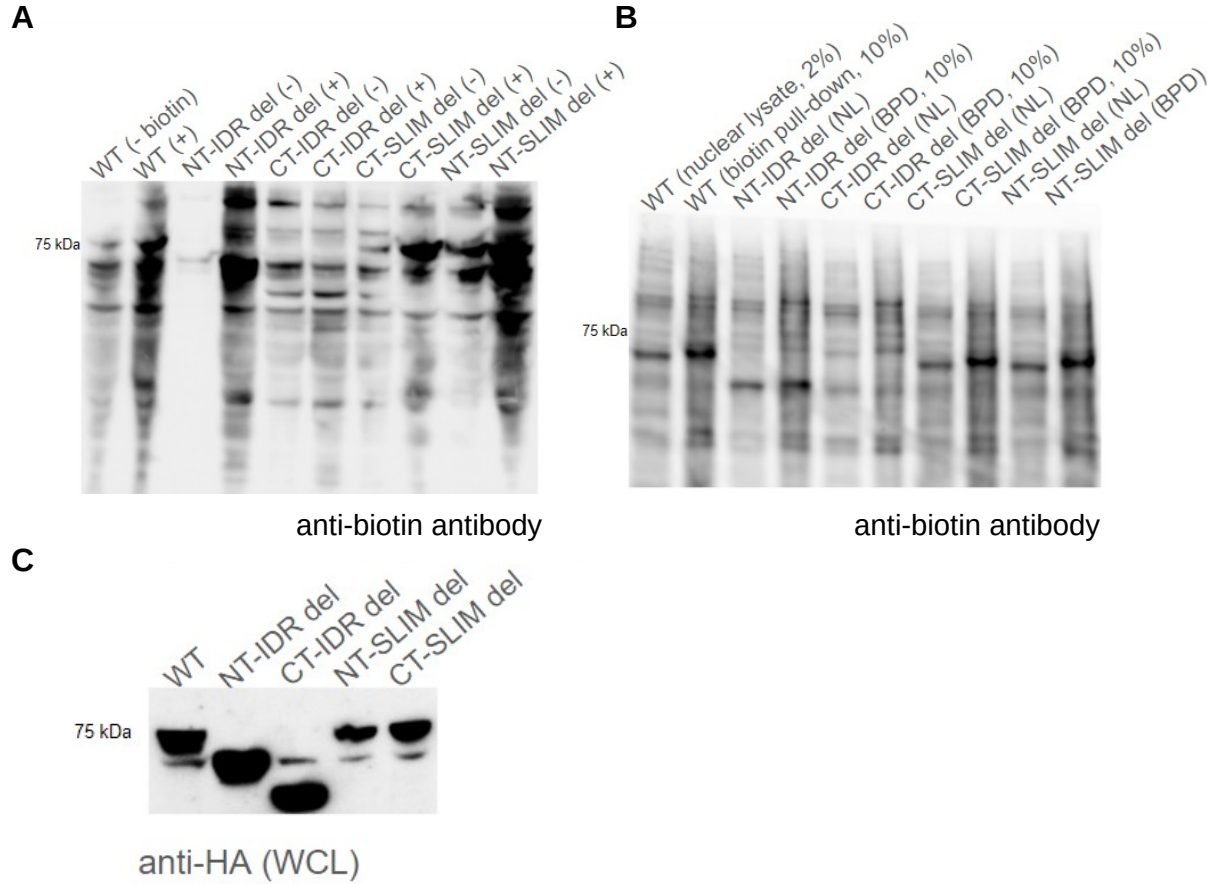 A
WT (- biotin)
WT (+)
NT-IDR del (-)
NT-IDR del (+)
CT-IDR del (-)
CT-IDR del (+)
CT-SLIM del (-)
CT-SLIM del (+)
NT-SLIM del (-)
NT-SLIM del (+)
75 kDa
anti-biotin antibody
B
WT (nuclear lysate, 2%)
WT (biotin pull-down, 10%)
NT-IDR del (NL)
NT-IDR del (BPD, 10%)
CT-IDR del (NL)
CT-IDR del (BPD, 10%)
CT-SLIM del (NL)
CT-SLIM del (BPD, 10%)
NT-SLIM del (NL)
NT-SLIM del (BPD)
75 kDa
anti-biotin antibody
C
WT
NT-IDR del
CT-IDR del
NT-SLIM del
CT-SLIM del
75 kDa
anti-HA (WCL)